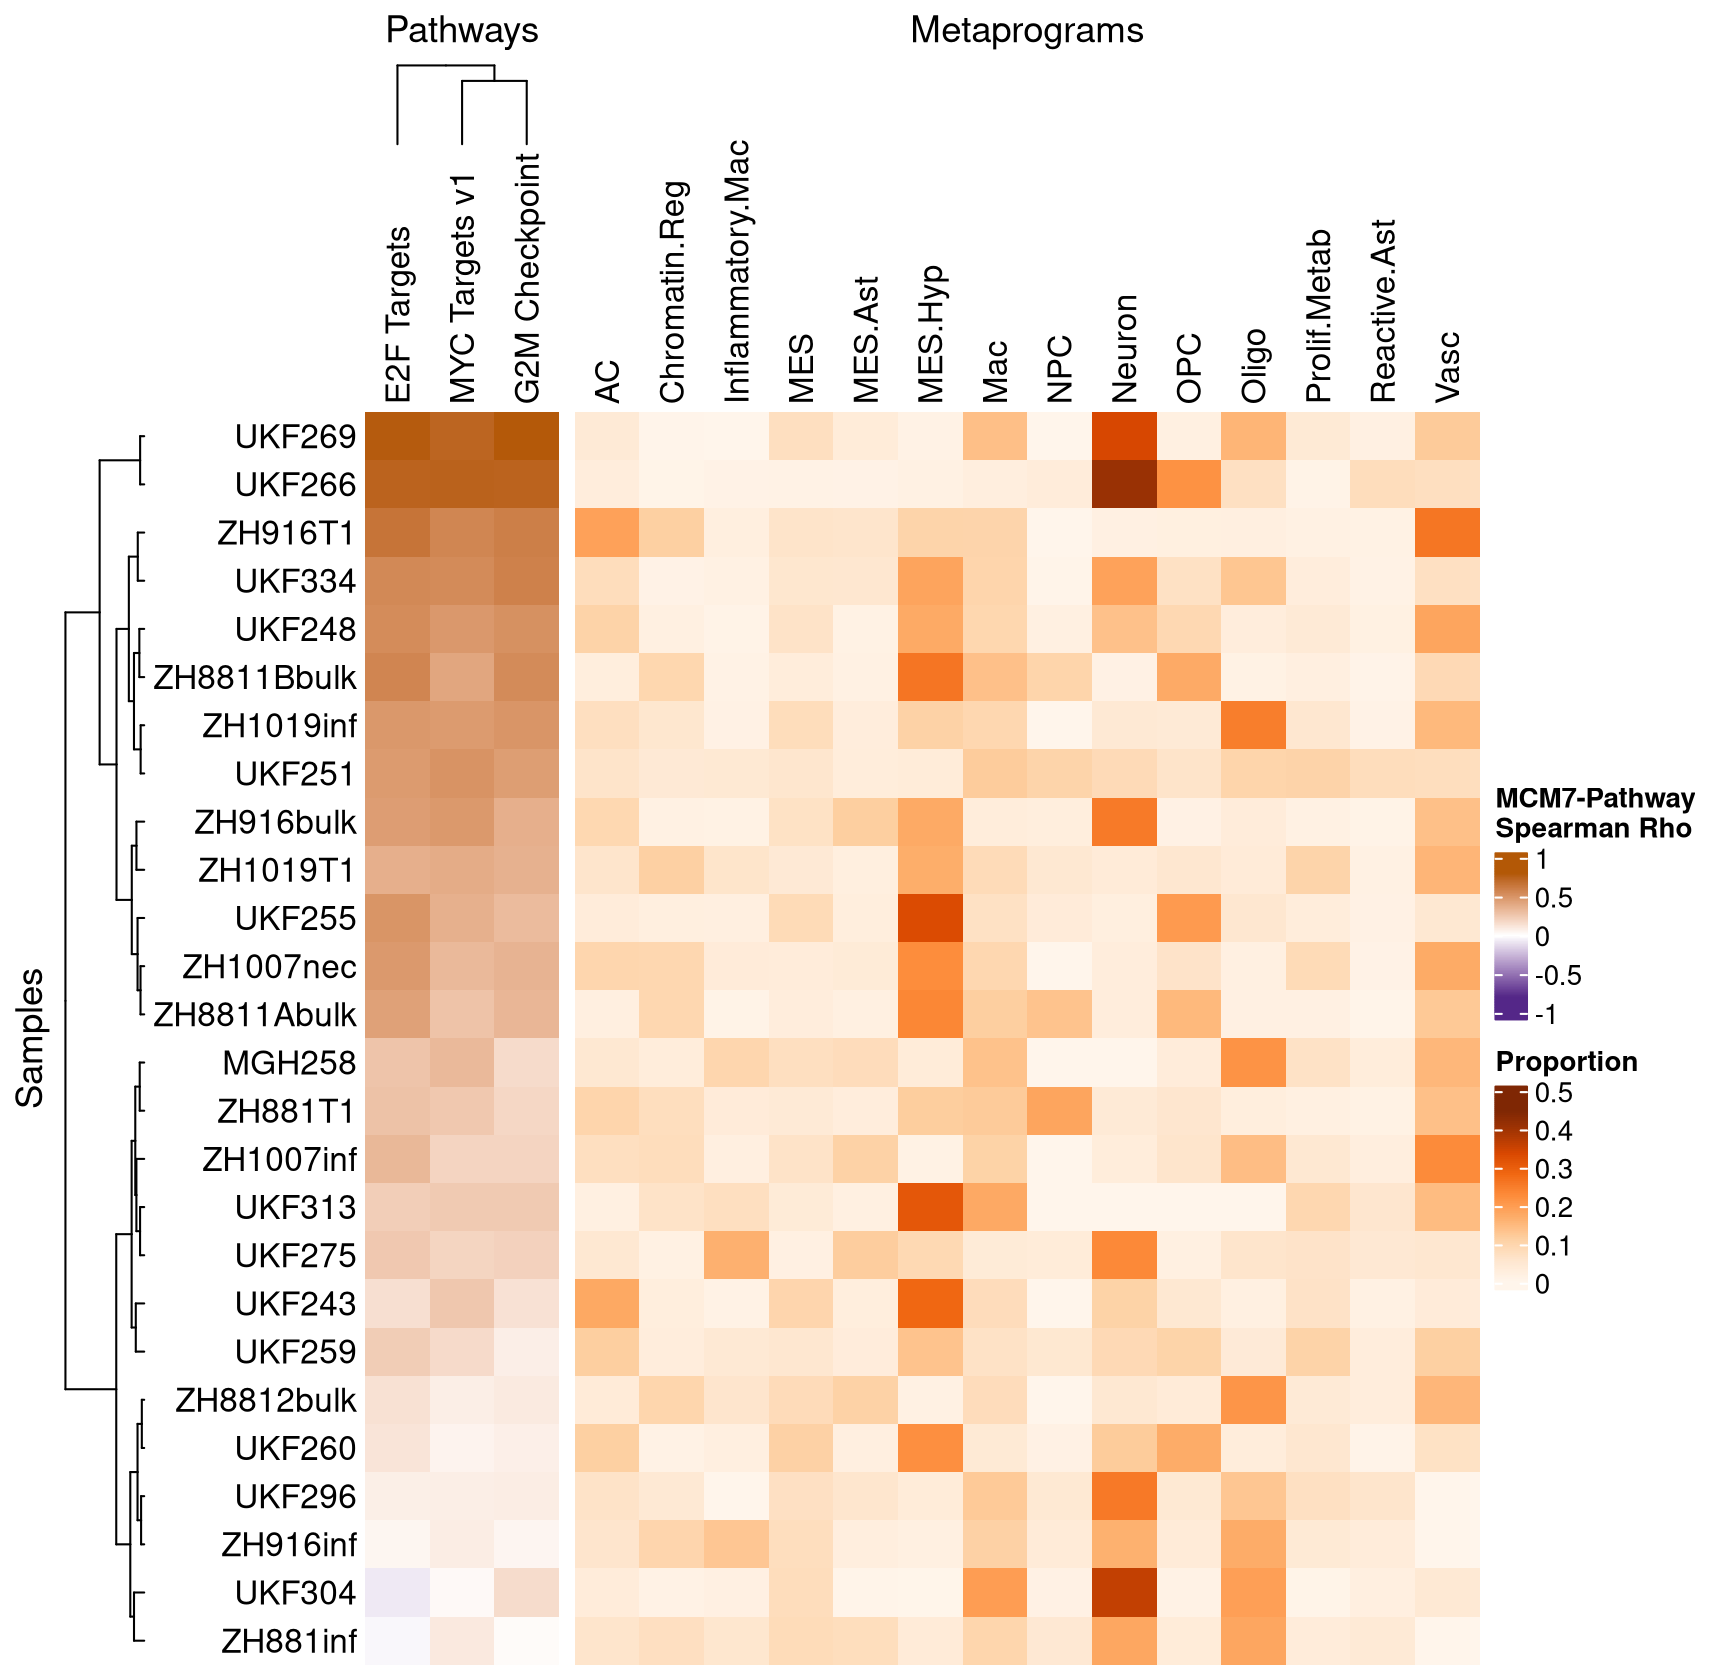 Pathways
Metaprograms
E2F Targets
MYC Targets v1
G2M Checkpoint
AC
Chromatin.Reg
Inflammatory.Mac
MES
MES.Ast
MES.Hyp
Mac
NPC
Neuron
OPC
Oligo
Prolif.Metab
Reactive.Ast
Vasc
Samples
UKF269
UKF266
ZH916T1
UKF334
UKF248
ZH8811Bbulk
ZH1019inf
UKF251
ZH916bulk
ZH1019T1
UKF255
ZH1007nec
ZH8811Abulk
MGH258
ZH881T1
ZH1007inf
UKF313
UKF275
UKF243
UKF259
ZH8812bulk
UKF260
UKF296
ZH916inf
UKF304
ZH881inf
MCM7-Pathway
Spearman Rho
1
0.5
0
-0.5
-1
Proportion
0.5
0.4
0.3
0.2
0.1
0